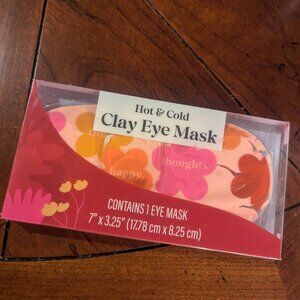 Hot & Cold
Clay Eye Mask
thoughts
happy
CONTAINS 1 EYE MASK
7" x 3.25" (17.78 cm x 8.25 cm)